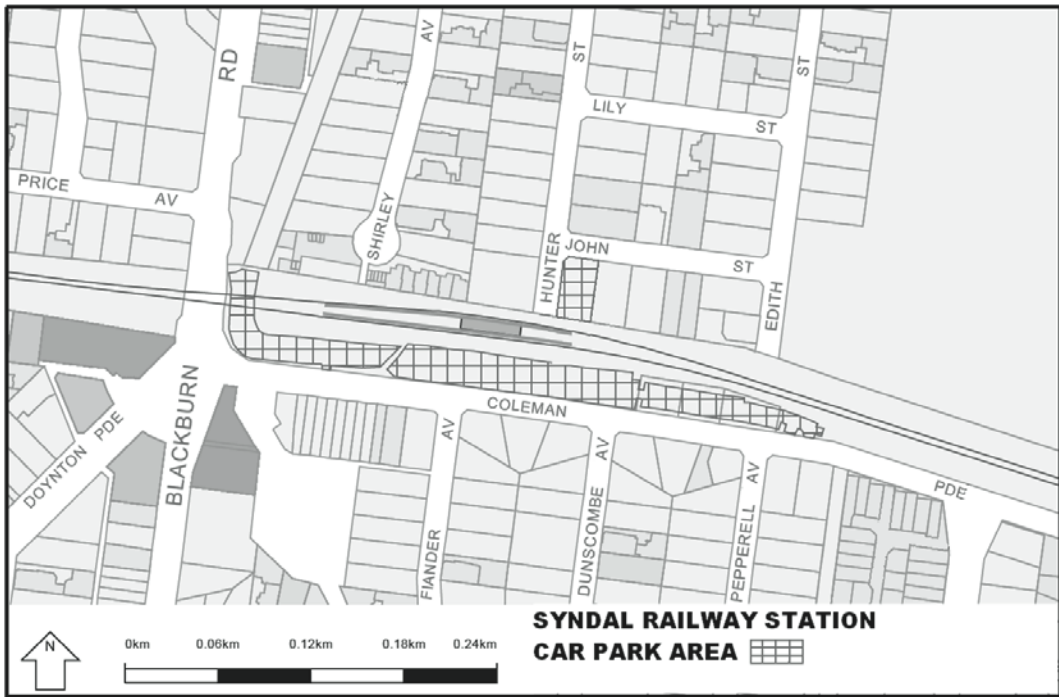 AV
ST
ST
RD
LILY ST
PRICE AV
SHIRLEY
JOHN ST
HUNTER
EDITH
COLEMAN PDE
BLACKBURN
DOYNTON PDE
FIANDER AV
DUNSCOMBE AV
PEPPERELL AV
N
0km 0.06km 0.12km 0.18km 0.24km
SYNDAL RAILWAY STATION
CAR PARK AREA